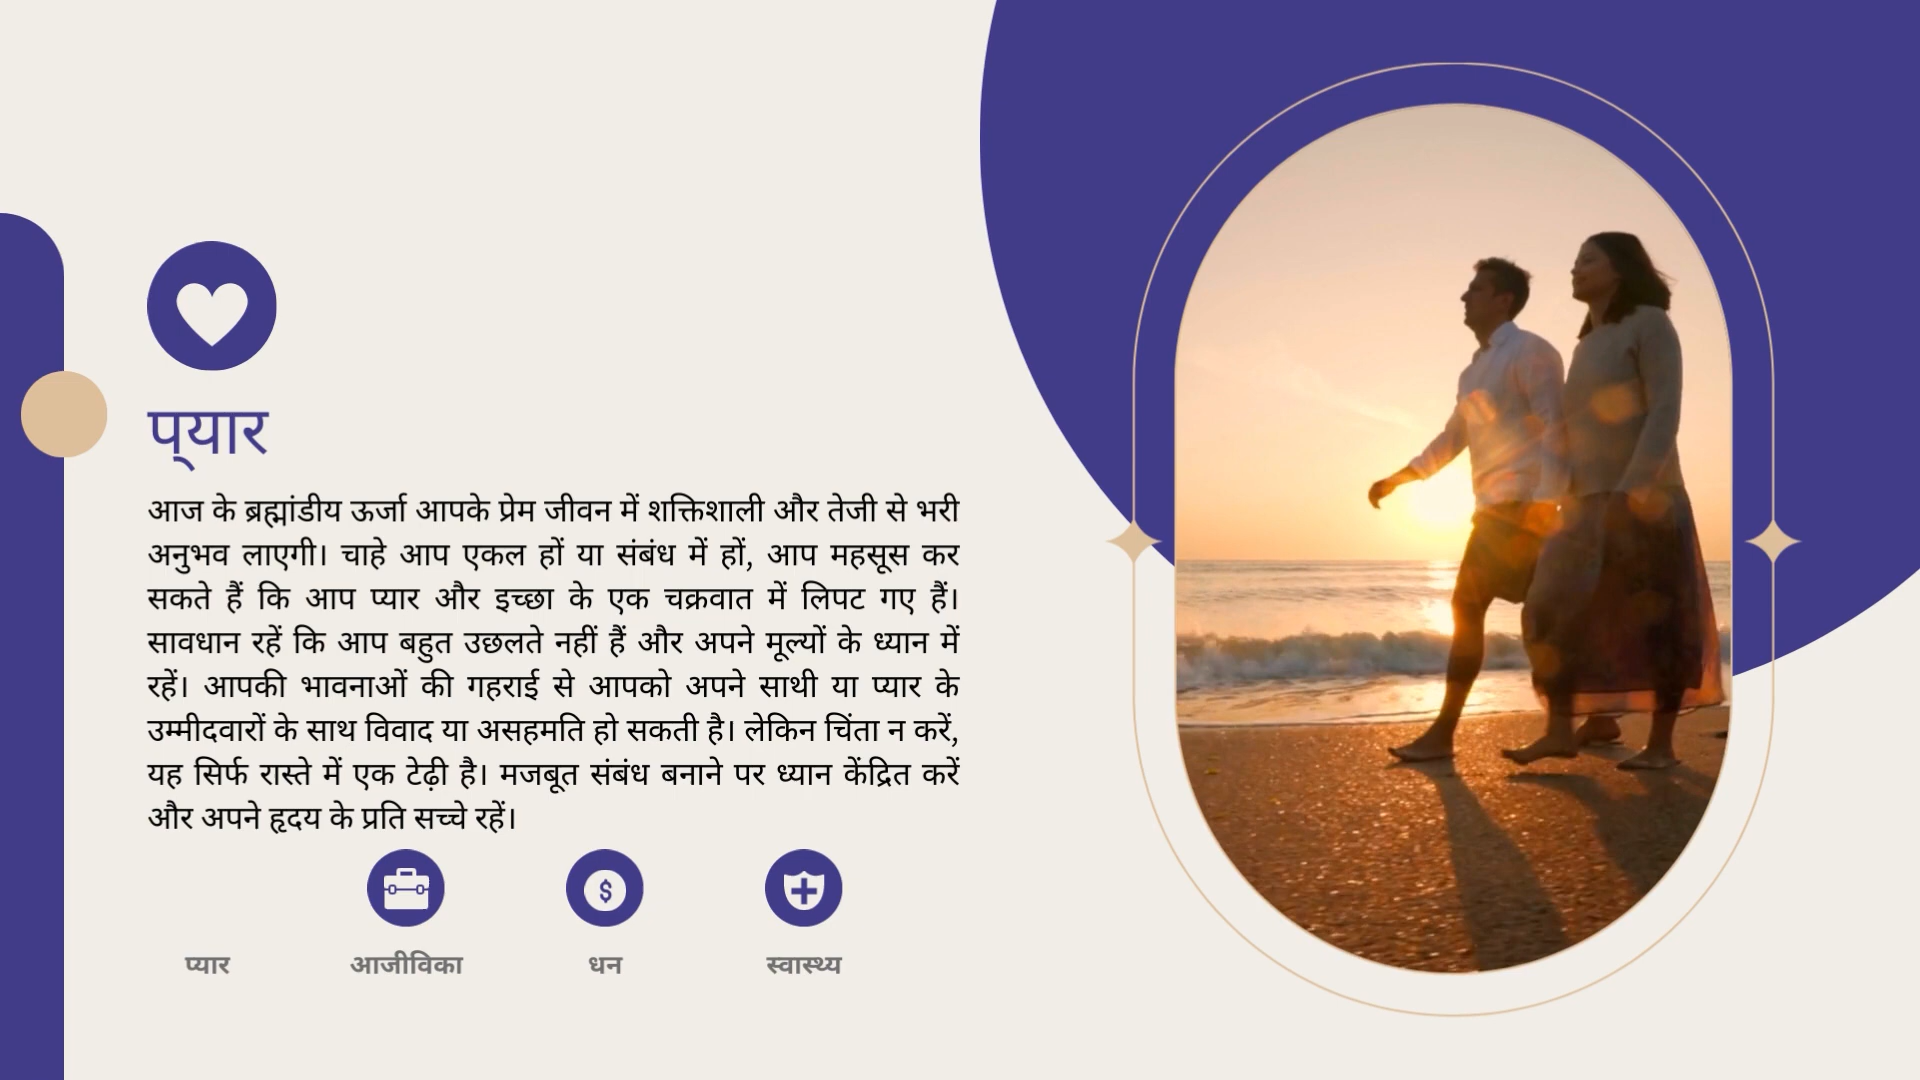 प्यार
आज के ब्रह्मांडीय ऊर्जा आपके प्रेम जीवन में शक्तिशाली और तेजी से भरी
अनुभव लाएगी। चाहे आप एकल हों या संबंध में हों, आप महसूस कर
सकते हैं कि आप प्यार और इच्छा के एक चक्रवात में लिपट गए हैं।
सावधान रहें कि आप बहुत उछलते नहीं हैं और अपने मूल्यों के ध्यान में
रहें। आपकी भावनाओं की गहराई से आपको अपने साथी या प्यार के
उम्मीदवारों के साथ विवाद या असहमति हो सकती है। लेकिन चिंता न करें,
यह सिर्फ रास्ते में एक टेढ़ी है। मजबूत संबंध बनाने पर ध्यान केंद्रित करें
और अपने हृदय के प्रति सच्चे रहें।
$
प्यार आजीविका धन स्वास्थ्य